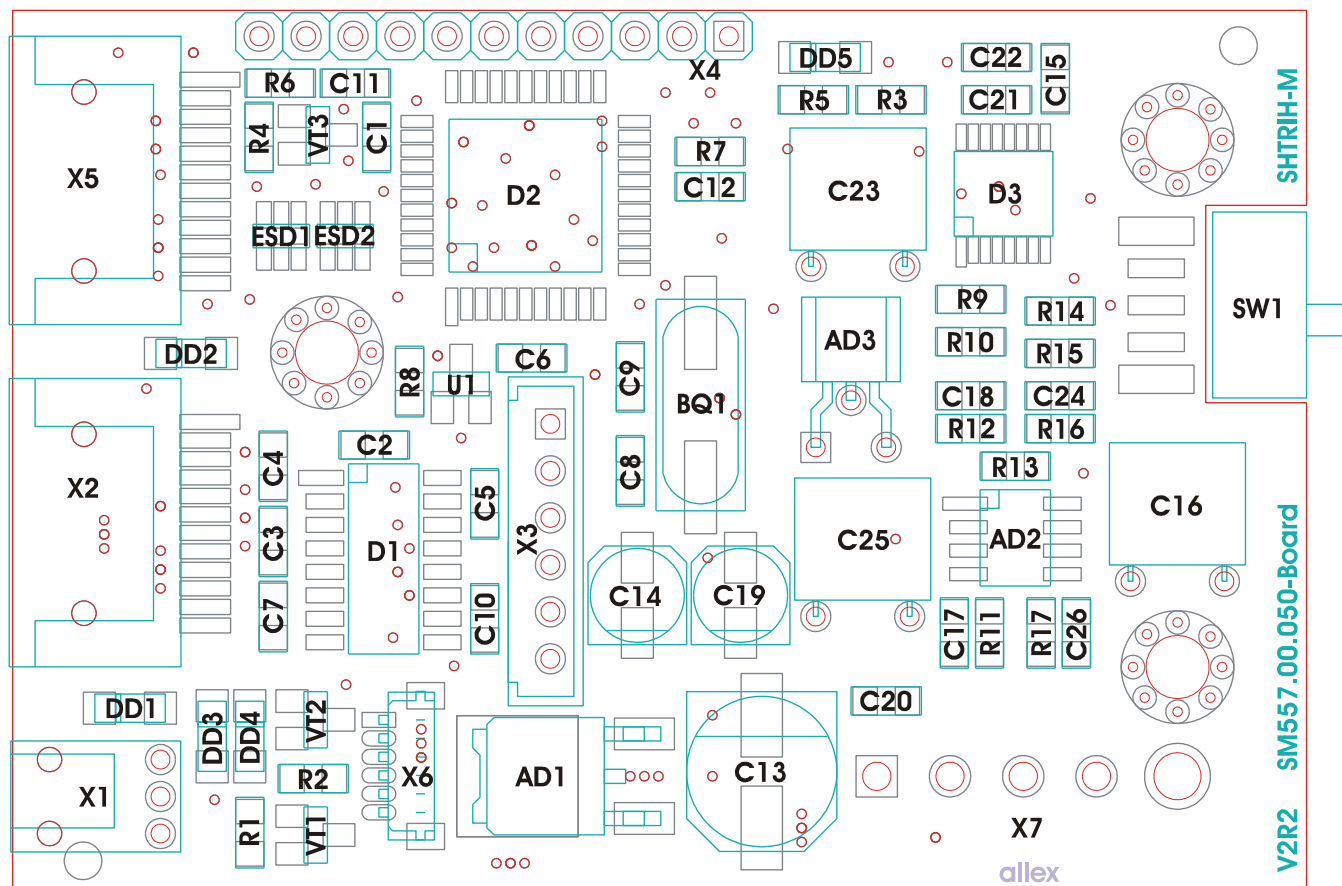 X4
DD5
C22
C15
R6
C11
R5
R3
C21
R4
VT3
C1
R7
C12
X5
D2
C23
D3
SHTRIH-M
ESD1
ESD2
R9
R14
SW1
R10
R15
AD3
DD2
C6
C9
R8
U1
BQ1
C18
C24
R12
R16
C2
C4
C8
R13
X2
C5
X3
C16
C3
D1
C25
AD2
C7
C10
C14
C19
C17
R11
R17
C26
SM557.00.050-Board
DD1
DD3
DD4
VT2
C20
X6
AD1
C13
R2
X1
R1
VT1
X7
V2R2
allex